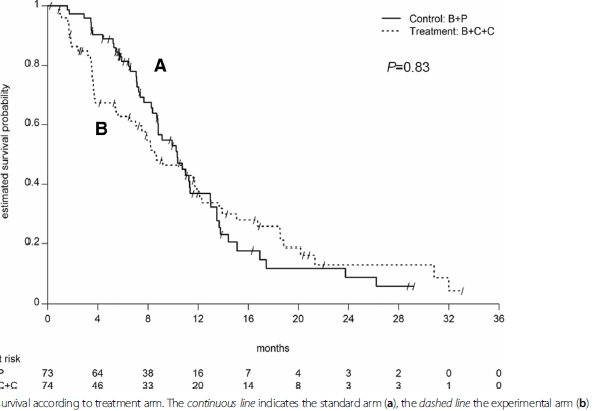 1
Control: B+P
Treatment: B+C+C
P=0.83
0.8
A
0.6
B
0.4
0.2
0
estimated survival probability
0 4 8 12 16 20 24 28 32 36
months
t risk
P 73 64 38 16 7 4 3 2 0 0
C+C 74 46 33 20 14 8 3 3 1 0
survival according to treatment arm. The continuous line indicates the standard arm (a), the dashed line the experimental arm (b)